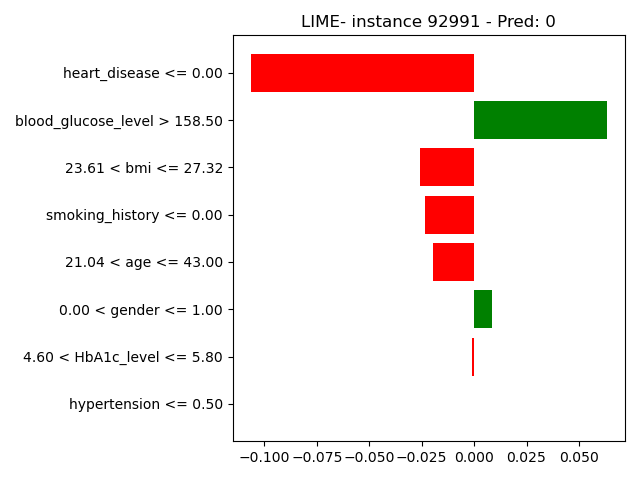 LIME- instance 92991 - Pred: 0
heart_disease <= 0.00
blood_glucose_level > 158.50
23.61 < bmi <= 27.32
smoking_history <= 0.00
21.04 < age <= 43.00
0.00 < gender <= 1.00
4.60 < HbA1c_level <= 5.80
hypertension <= 0.50
−0.100 −0.075 −0.050 −0.025 0.000 0.025 0.050